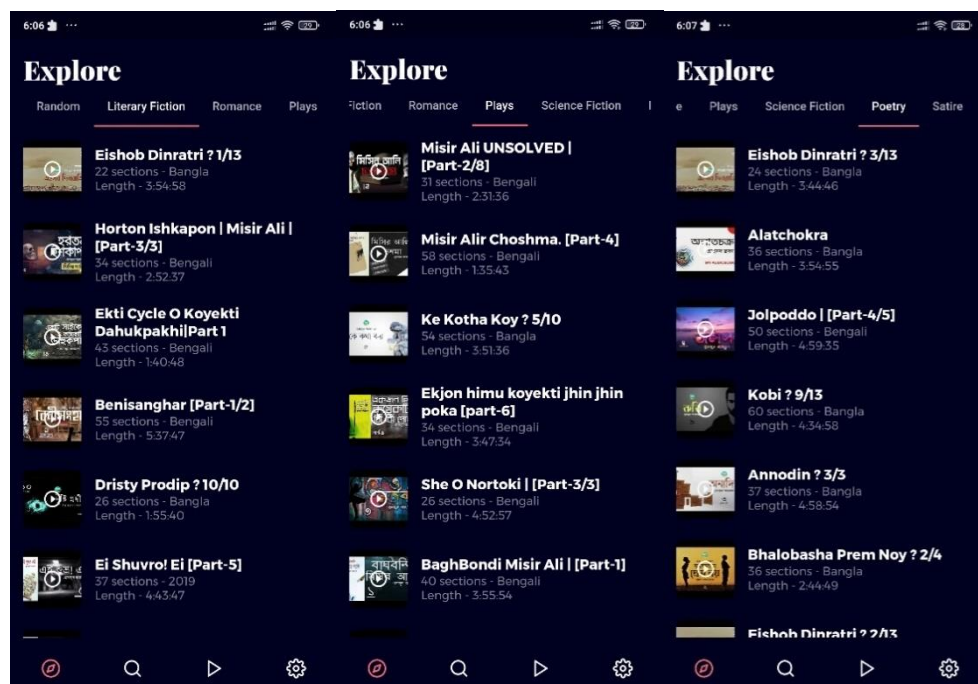 6:06 ···
29
Explore
Random Literary Fiction Romance Plays
Eishob Dinratri ? 1/13
22 sections - Bangla
Length - 3:54:58
Horton Ishkapon | Misir Ali |
[Part-3/3]
34 sections - Bengali
Length - 2:52:37
Ekti Cycle O Koyekti
Dahukpakhi|Part 1
43 sections - Bengali
Length - 1:40:48
Benisanghar [Part-1/2]
55 sections - Bengali
Length - 5:37:47
Dristy Prodip ? 10/10
26 sections - Bangla
Length - 1:55:40
Ei Shuvro! Ei [Part-5]
37 sections - 2019
Length - 4:43:47
6:06 ···
29
Explore
Fiction Romance Plays Science Fiction
মিসির আলি
Misir Ali UNSOLVED |
[Part-2/8]
31 sections - Bengali
Length - 2:31:36
Misir Alir Choshma. [Part-4]
58 sections - Bengali
Length - 1:35:43
Ke Kotha Koy ? 5/10
54 sections - Bangla
Length - 3:51:36
Ekjon himu koyekti jhin jhin
poka [part-6]
34 sections - Bengali
Length - 3:47:34
She O Nortoki | [Part-3/3]
26 sections - Bengali
Length - 4:52:57
BaghBondi Misir Ali | [Part-1]
40 sections - Bengali
Length - 3:55:54
6:07 ···
28
Explore
e Plays Science Fiction Poetry Satire
Eishob Dinratri ? 3/13
24 sections - Bangla
Length - 3:44:46
Alatchokra
36 sections - Bangla
Length - 3:54:55
Jolpoddo | [Part-4/5]
50 sections - Bengali
Length - 4:59:35
Kobi ? 9/13
60 sections - Bangla
Length - 4:34:58
Annodin ? 3/3
37 sections - Bangla
Length - 4:58:54
Bhalobasha Prem Noy ? 2/4
36 sections - Bangla
Length - 2:44:49
Eishob Dinratri ? 2/13